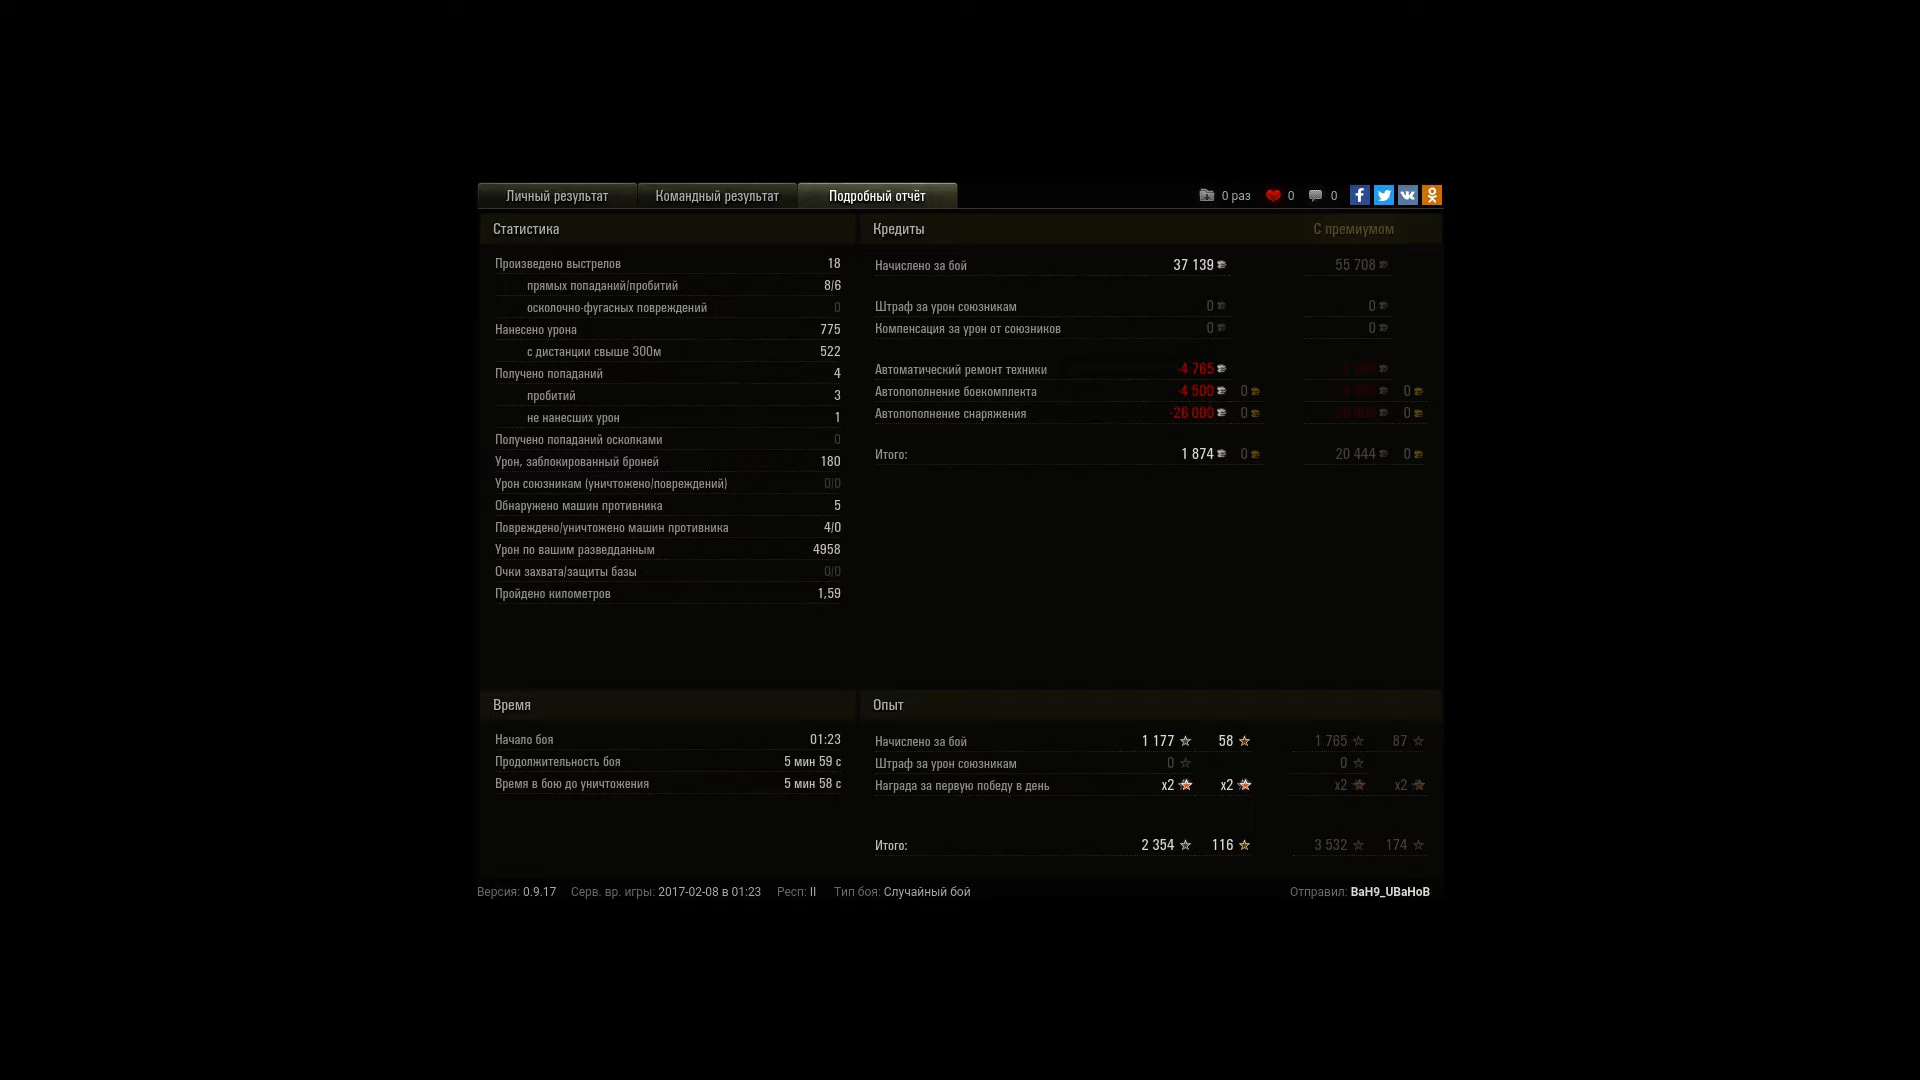 Личный результат Командный результат Подробный отчёт 0 раз 0 0
Статистика
Произведено выстрелов 18
прямых попаданий/пробитий 8/6
осколочно-фугасных повреждений 0
Нанесено урона 775
с дистанции свыше 300м 522
Получено попаданий 4
пробитий 3
не нанесших урон 1
Получено попаданий осколками 0
Урон, заблокированный броней 180
Урон союзникам (уничтожено/повреждений) 0/0
Обнаружено машин противника 5
Повреждено/уничтожено машин противника 4/0
Урон по вашим разведданным 4958
Очки захвата/защиты базы 0/0
Пройдено километров 1,59
Кредиты С премиумом
Начислено за бой 37 139 55 708
Штраф за урон союзникам 0 0
Компенсация за урон от союзников 0 0
Автоматический ремонт техники -4 765
Автопополнение боекомплекта -4 500 0 0
Автопополнение снаряжения -26 000 0 0
Итого: 1 874 0 20 444 0
Время
Начало боя 01:23
Продолжительность боя 5 мин 59 с
Время в бою до уничтожения 5 мин 58 с
Опыт
Начислено за бой 1 177 58 1 765 87
Штраф за урон союзникам 0 0
Награда за первую победу в день x2 x2 x2 x2
Итого: 2 354 116 3 532 174
Версия: 0.9.17 Серв. вр. игры: 2017-02-08 в 01:23 Респ: II Тип боя: Случайный бой Отправил: BaH9_UBaHoB